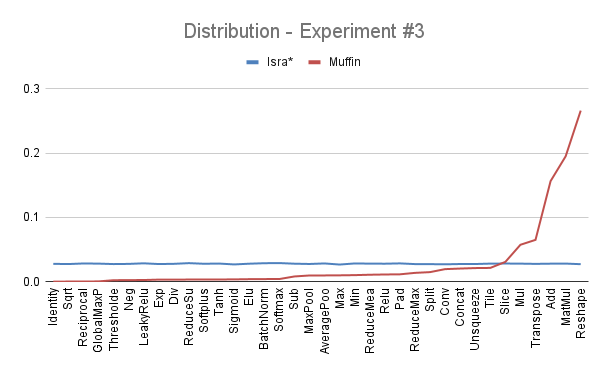 Distribution - Experiment #3
Isra* Muffin
0.3
0.2
0.1
0.0
Identity
Sqrt
Reciprocal
GlobalMaxP
Thresholde
Neg
LeakyRelu
Exp
Div
ReduceSu
Softplus
Tanh
Sigmoid
Elu
BatchNorm
Softmax
Sub
MaxPool
AveragePoo
Max
Min
ReduceMea
Relu
Pad
ReduceMax
Split
Conv
Concat
Unsqueeze
Tile
Slice
Mul
Transpose
Add
MatMul
Reshape